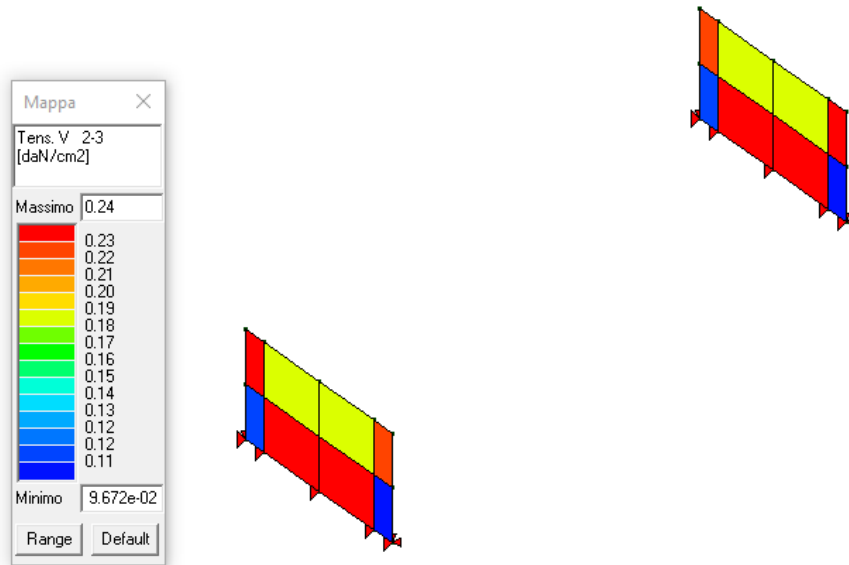 Mappa
Tens. V 2-3
[daN/cm2]
Massimo 0.24
0.23
0.22
0.21
0.20
0.19
0.18
0.17
0.16
0.15
0.14
0.13
0.12
0.12
0.11
Minimo 9.672e-02
Range Default